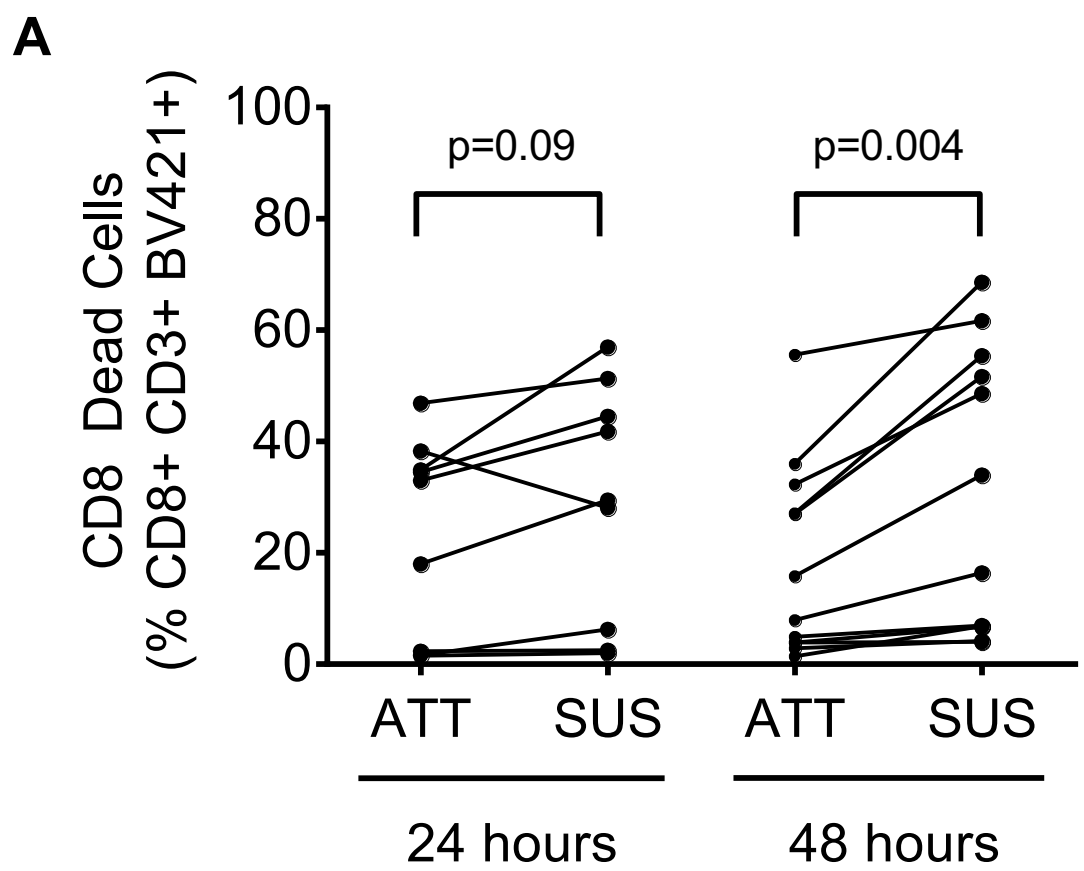 A
CD8 Dead Cells
(% CD8+ CD3+ BV421+)
100
80
60
40
20
0
p=0.09
p=0.004
ATT
SUS
ATT
SUS
24 hours
48 hours